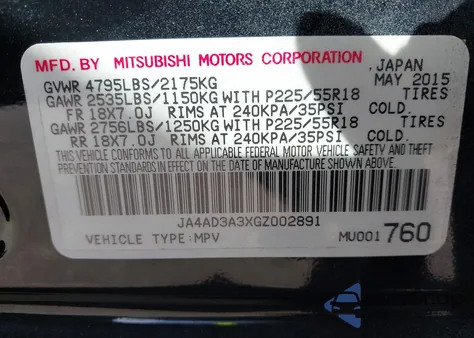 MFD. BY MITSUBISHI MOTORS CORPORATION, JAPAN
GVWR 4795LBS/2175KG MAY 2015
GAWR 2535LBS/1150KG WITH P225/55R18 TIRES
FR 18X7.0J RIMS AT 240KPA/35PSI COLD.
GAWR 2756LBS/1250KG WITH P225/55R18 TIRES
RR 18X7.0J RIMS AT 240KPA/35PSI COLD.
THIS VEHICLE CONFORMS TO ALL APPLICABLE FEDERAL MOTOR VEHICLE SAFETY, BUMPER AND THEFT
PREVENTION STANDARDS IN EFFECT ON THE DATE OF MANUFACTURE SHOWN ABOVE.
JA4AD3A3XGZ002891
VEHICLE TYPE:MPV MU001 760